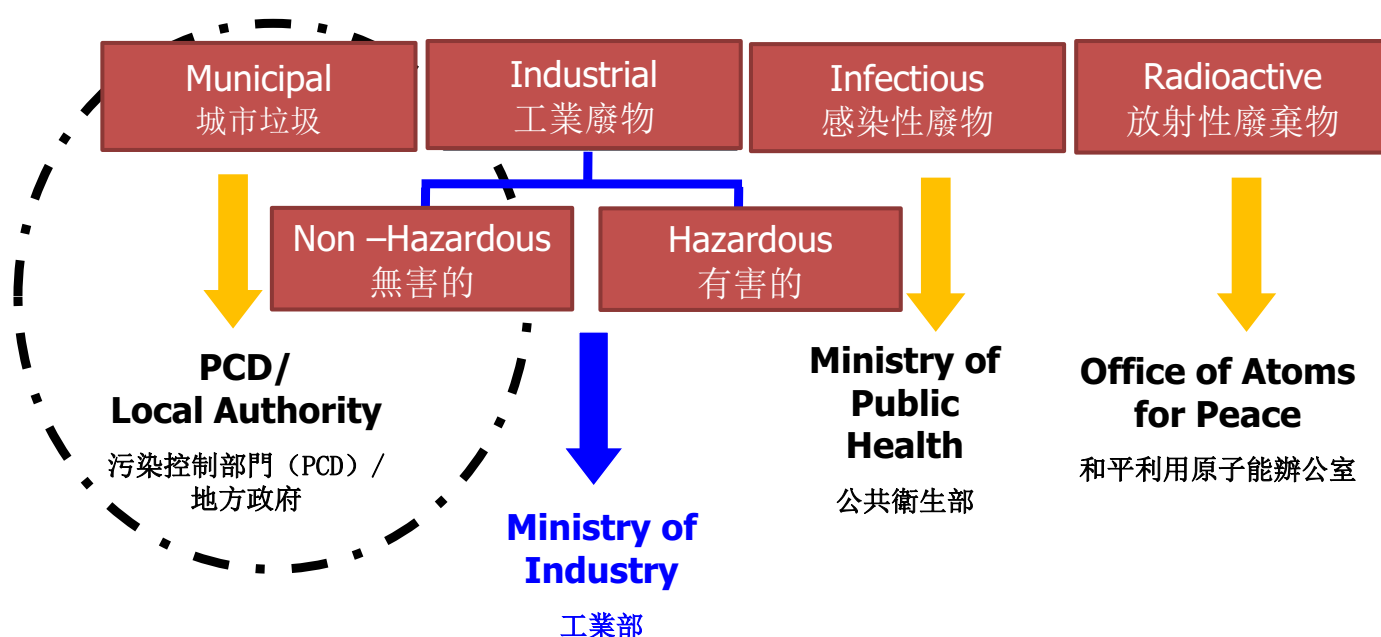 Municipal
城市垃圾
Industrial
工業廢物
Infectious
感染性廢物
Radioactive
放射性廢棄物
Non –Hazardous
無害的
Hazardous
有害的
PCD/
Local Authority
污染控制部門（PCD）/
地方政府
Ministry of
Industry
工業部
Ministry of
Public
Health
公共衛生部
Office of Atoms
for Peace
和平利用原子能辦公室